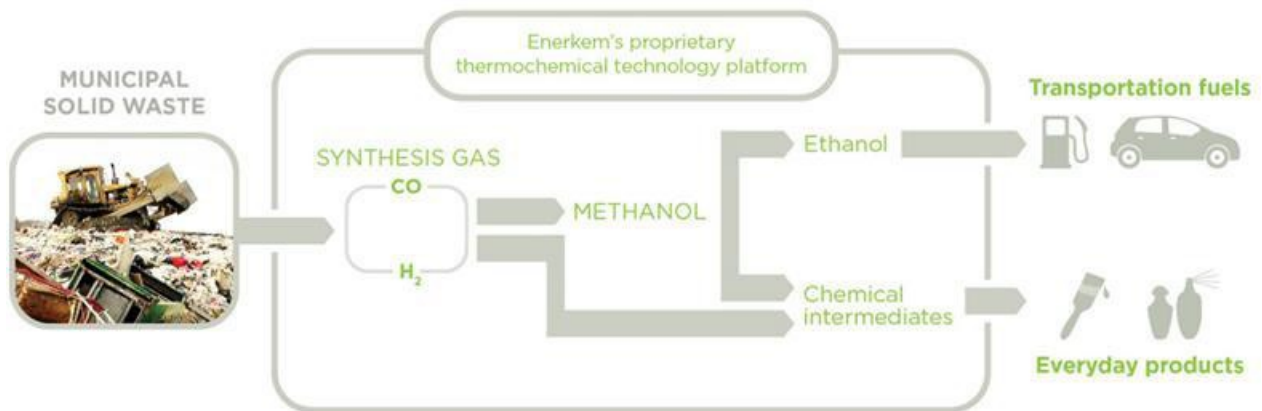 Enerkem's proprietary
thermochemical technology platform
MUNICIPAL
SOLID WASTE
Transportation fuels
SYNTHESIS GAS
CO
H₂
METHANOL
Ethanol
Chemical
intermediates
Everyday products